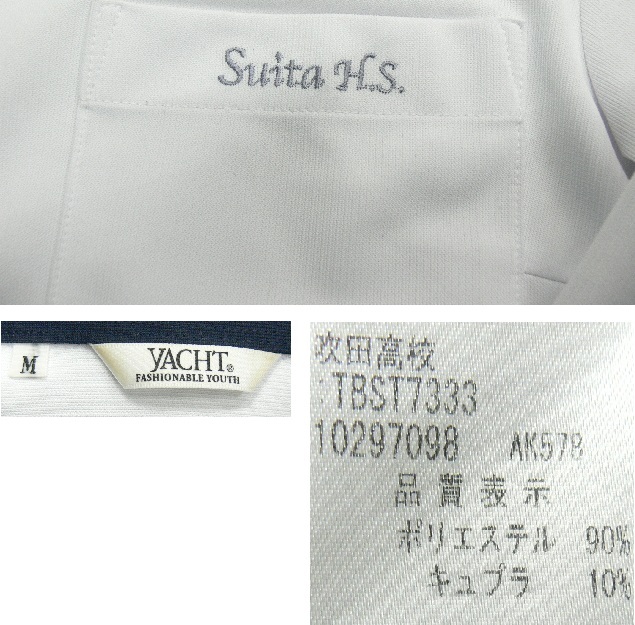 Suita H.S.
M
YACHT®
FASHIONABLE YOUTH
吹田高校
:TBST7333
10297098 AK578
品質表示
ポリエステル 90%
キュプラ 10%